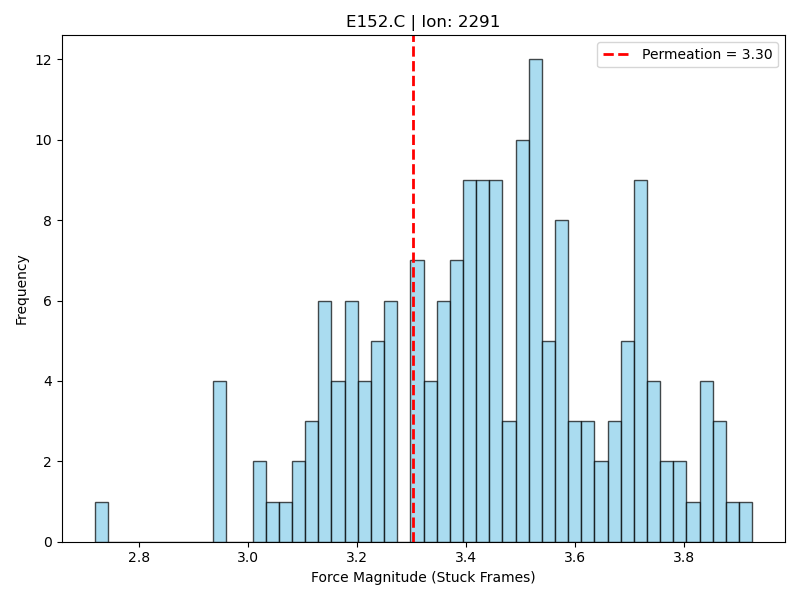 E152.C | Ion: 2291
Permeation = 3.30
Frequency
12
10
8
6
4
2
0
2.8 3.0 3.2 3.4 3.6 3.8
Force Magnitude (Stuck Frames)